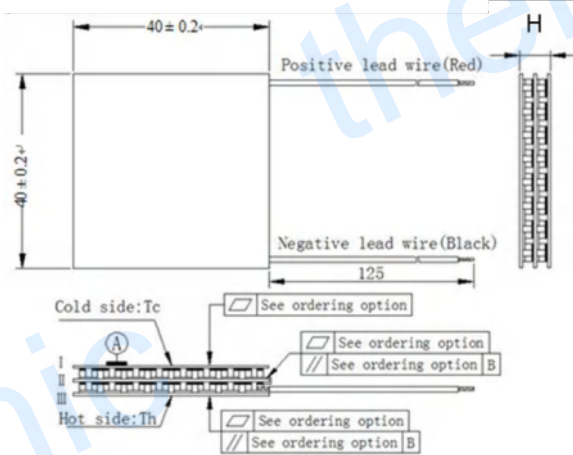 40±0.2
H
Positive lead wire(Red)
40±0.2
Negative lead wire(Black)
125
Cold side:Tc
⏥ See ordering option
A
⏥ See ordering option
// See ordering option B
I
II
III
Hot side:Th
⏥ See ordering option
// See ordering option B